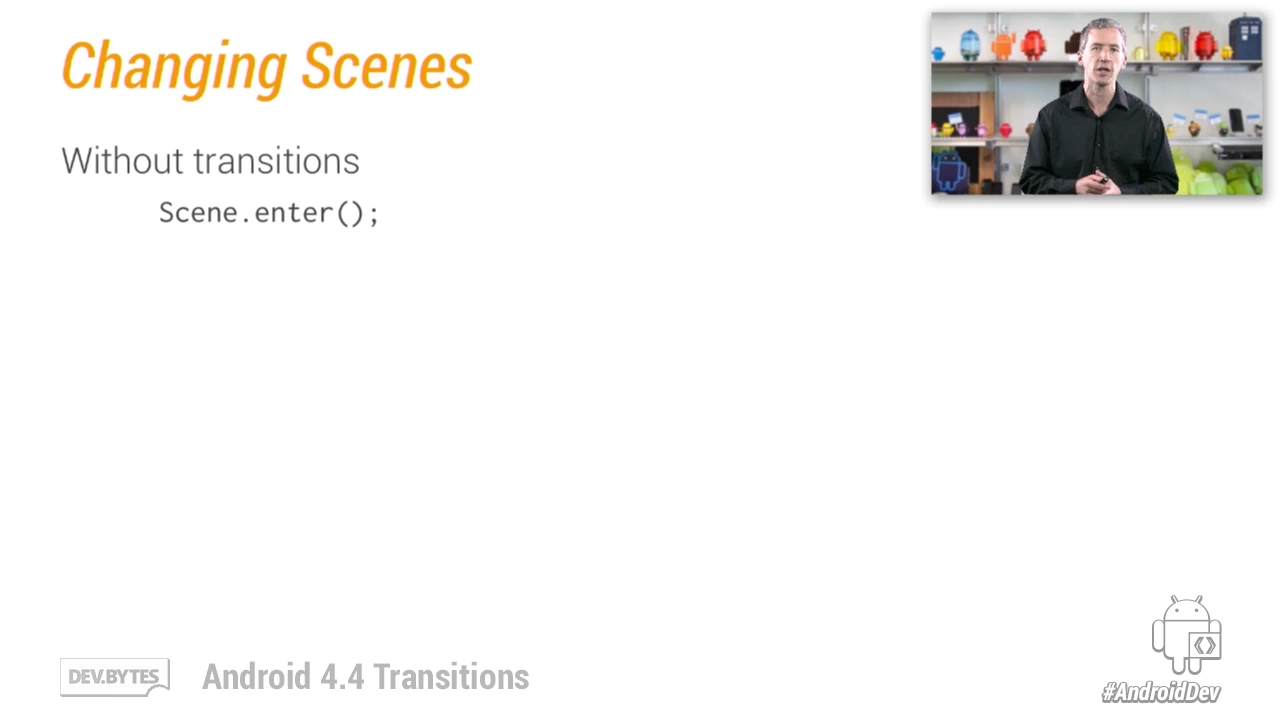 Changing Scenes
Without transitions
Scene.enter();
DEV.BYTES
Android 4.4 Transitions
#AndroidDev